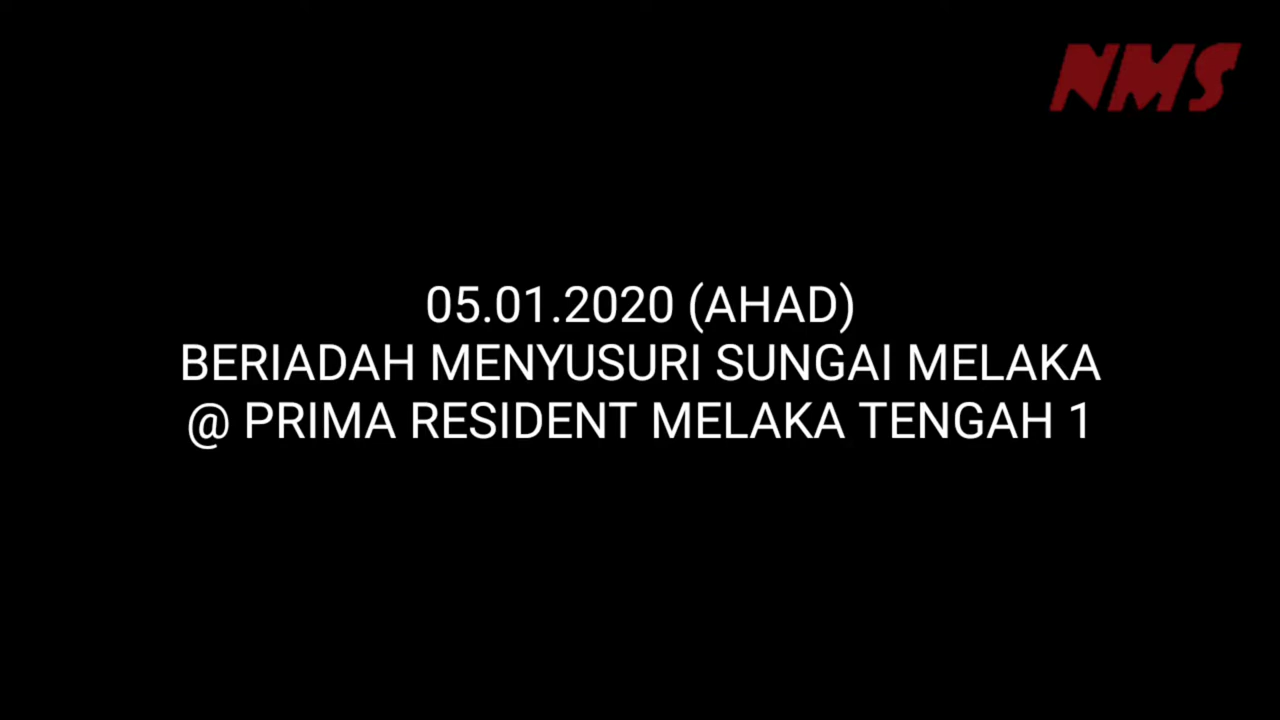 NMS
05.01.2020 (AHAD)
BERIADAH MENYUSURI SUNGAI MELAKA
@ PRIMA RESIDENT MELAKA TENGAH 1